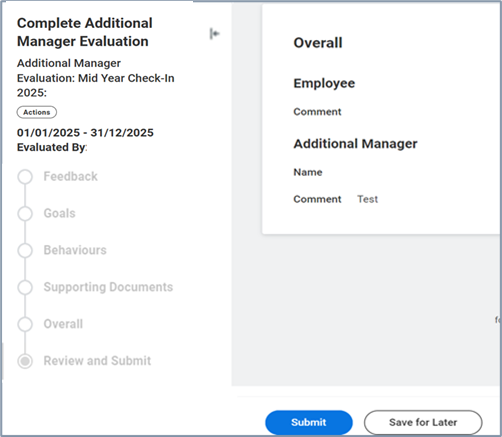 Complete Additional
Manager Evaluation
Additional Manager
Evaluation: Mid Year Check-In
2025:
Actions
01/01/2025 - 31/12/2025
Evaluated By:
Feedback
Goals
Behaviours
Supporting Documents
Overall
Review and Submit
Overall
Employee
Comment
Additional Manager
Name
Comment Test
Submit
Save for Later